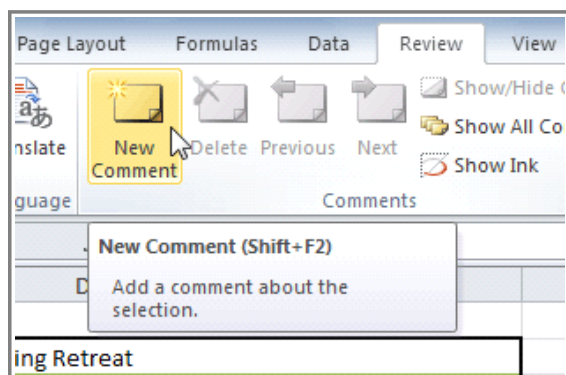 Page Layout Formulas Data Review View
Show/Hide
Show All Co
Show Ink
nslate New Comment Delete Previous Next
guage Comments
New Comment (Shift+F2)
D Add a comment about the
selection.
ing Retreat